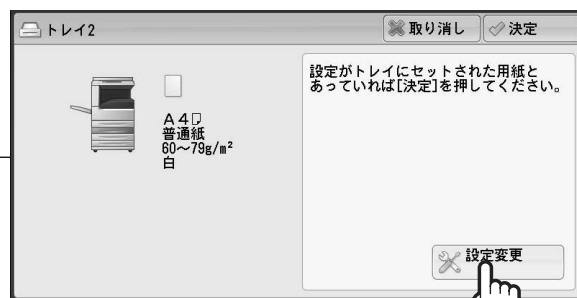 トレイ2
取り消し
決定
A4
普通紙
60～79g/m²
白
設定がトレイにセットされた用紙と
あっていれば[決定]を押してください。
設定変更